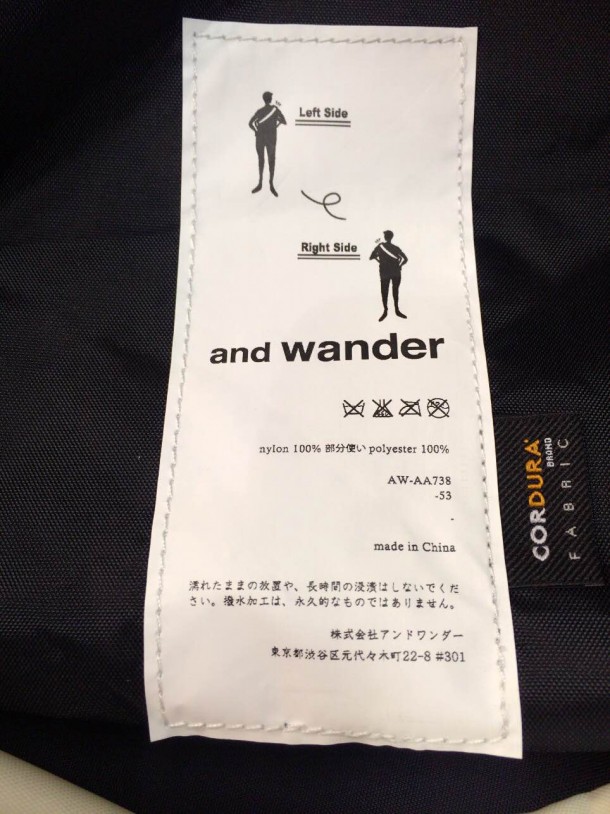 Left Side
Right Side
and wander
nylon 100% 部分使い polyester 100%
AW-AA738
-53
-
made in China
濡れたままの放置や、長時間の浸漬はしないでくだ
さい。撥水加工は、永久的なものではありません。
株式会社アンドワンダー
東京都渋谷区元代々木町22-8 #301
CORDURA
BRAND
FABRIC